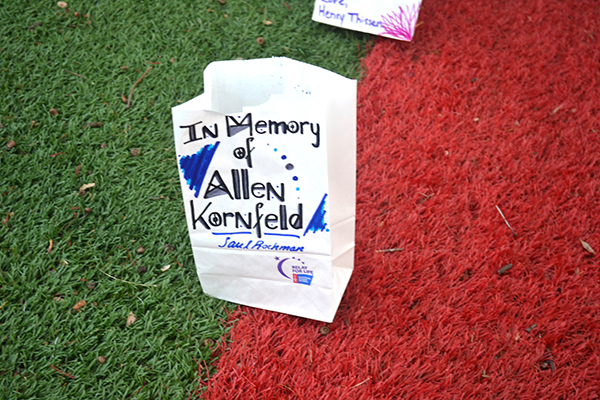 Love,
Henry Thissen
In Memory
of
Allen
Kornfeld
Saul Rochman
RELAY
FOR LIFE